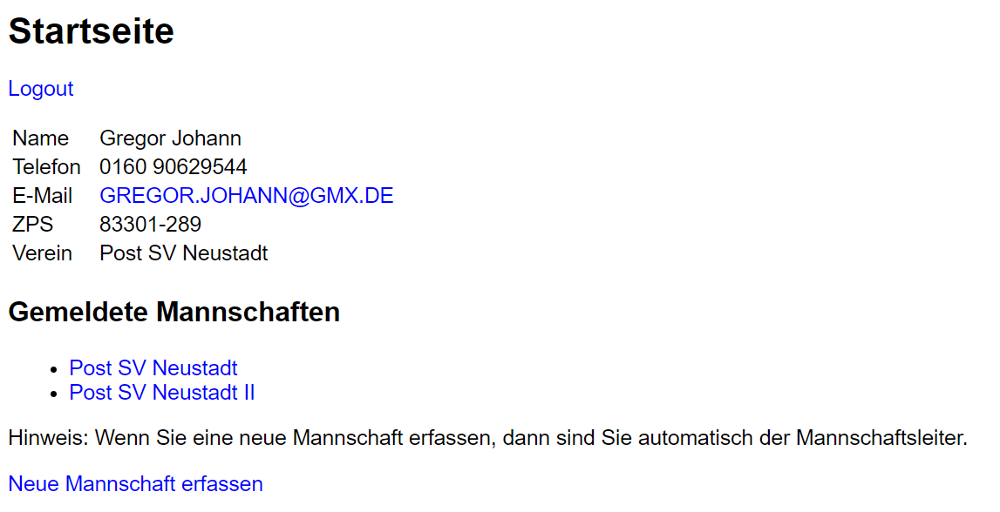 Startseite
Logout
Name Gregor Johann
Telefon 0160 90629544
E-Mail GREGOR.JOHANN@GMX.DE
ZPS 83301-289
Verein Post SV Neustadt
Gemeldete Mannschaften
• Post SV Neustadt
• Post SV Neustadt II
Hinweis: Wenn Sie eine neue Mannschaft erfassen, dann sind Sie automatisch der Mannschaftsleiter.
Neue Mannschaft erfassen